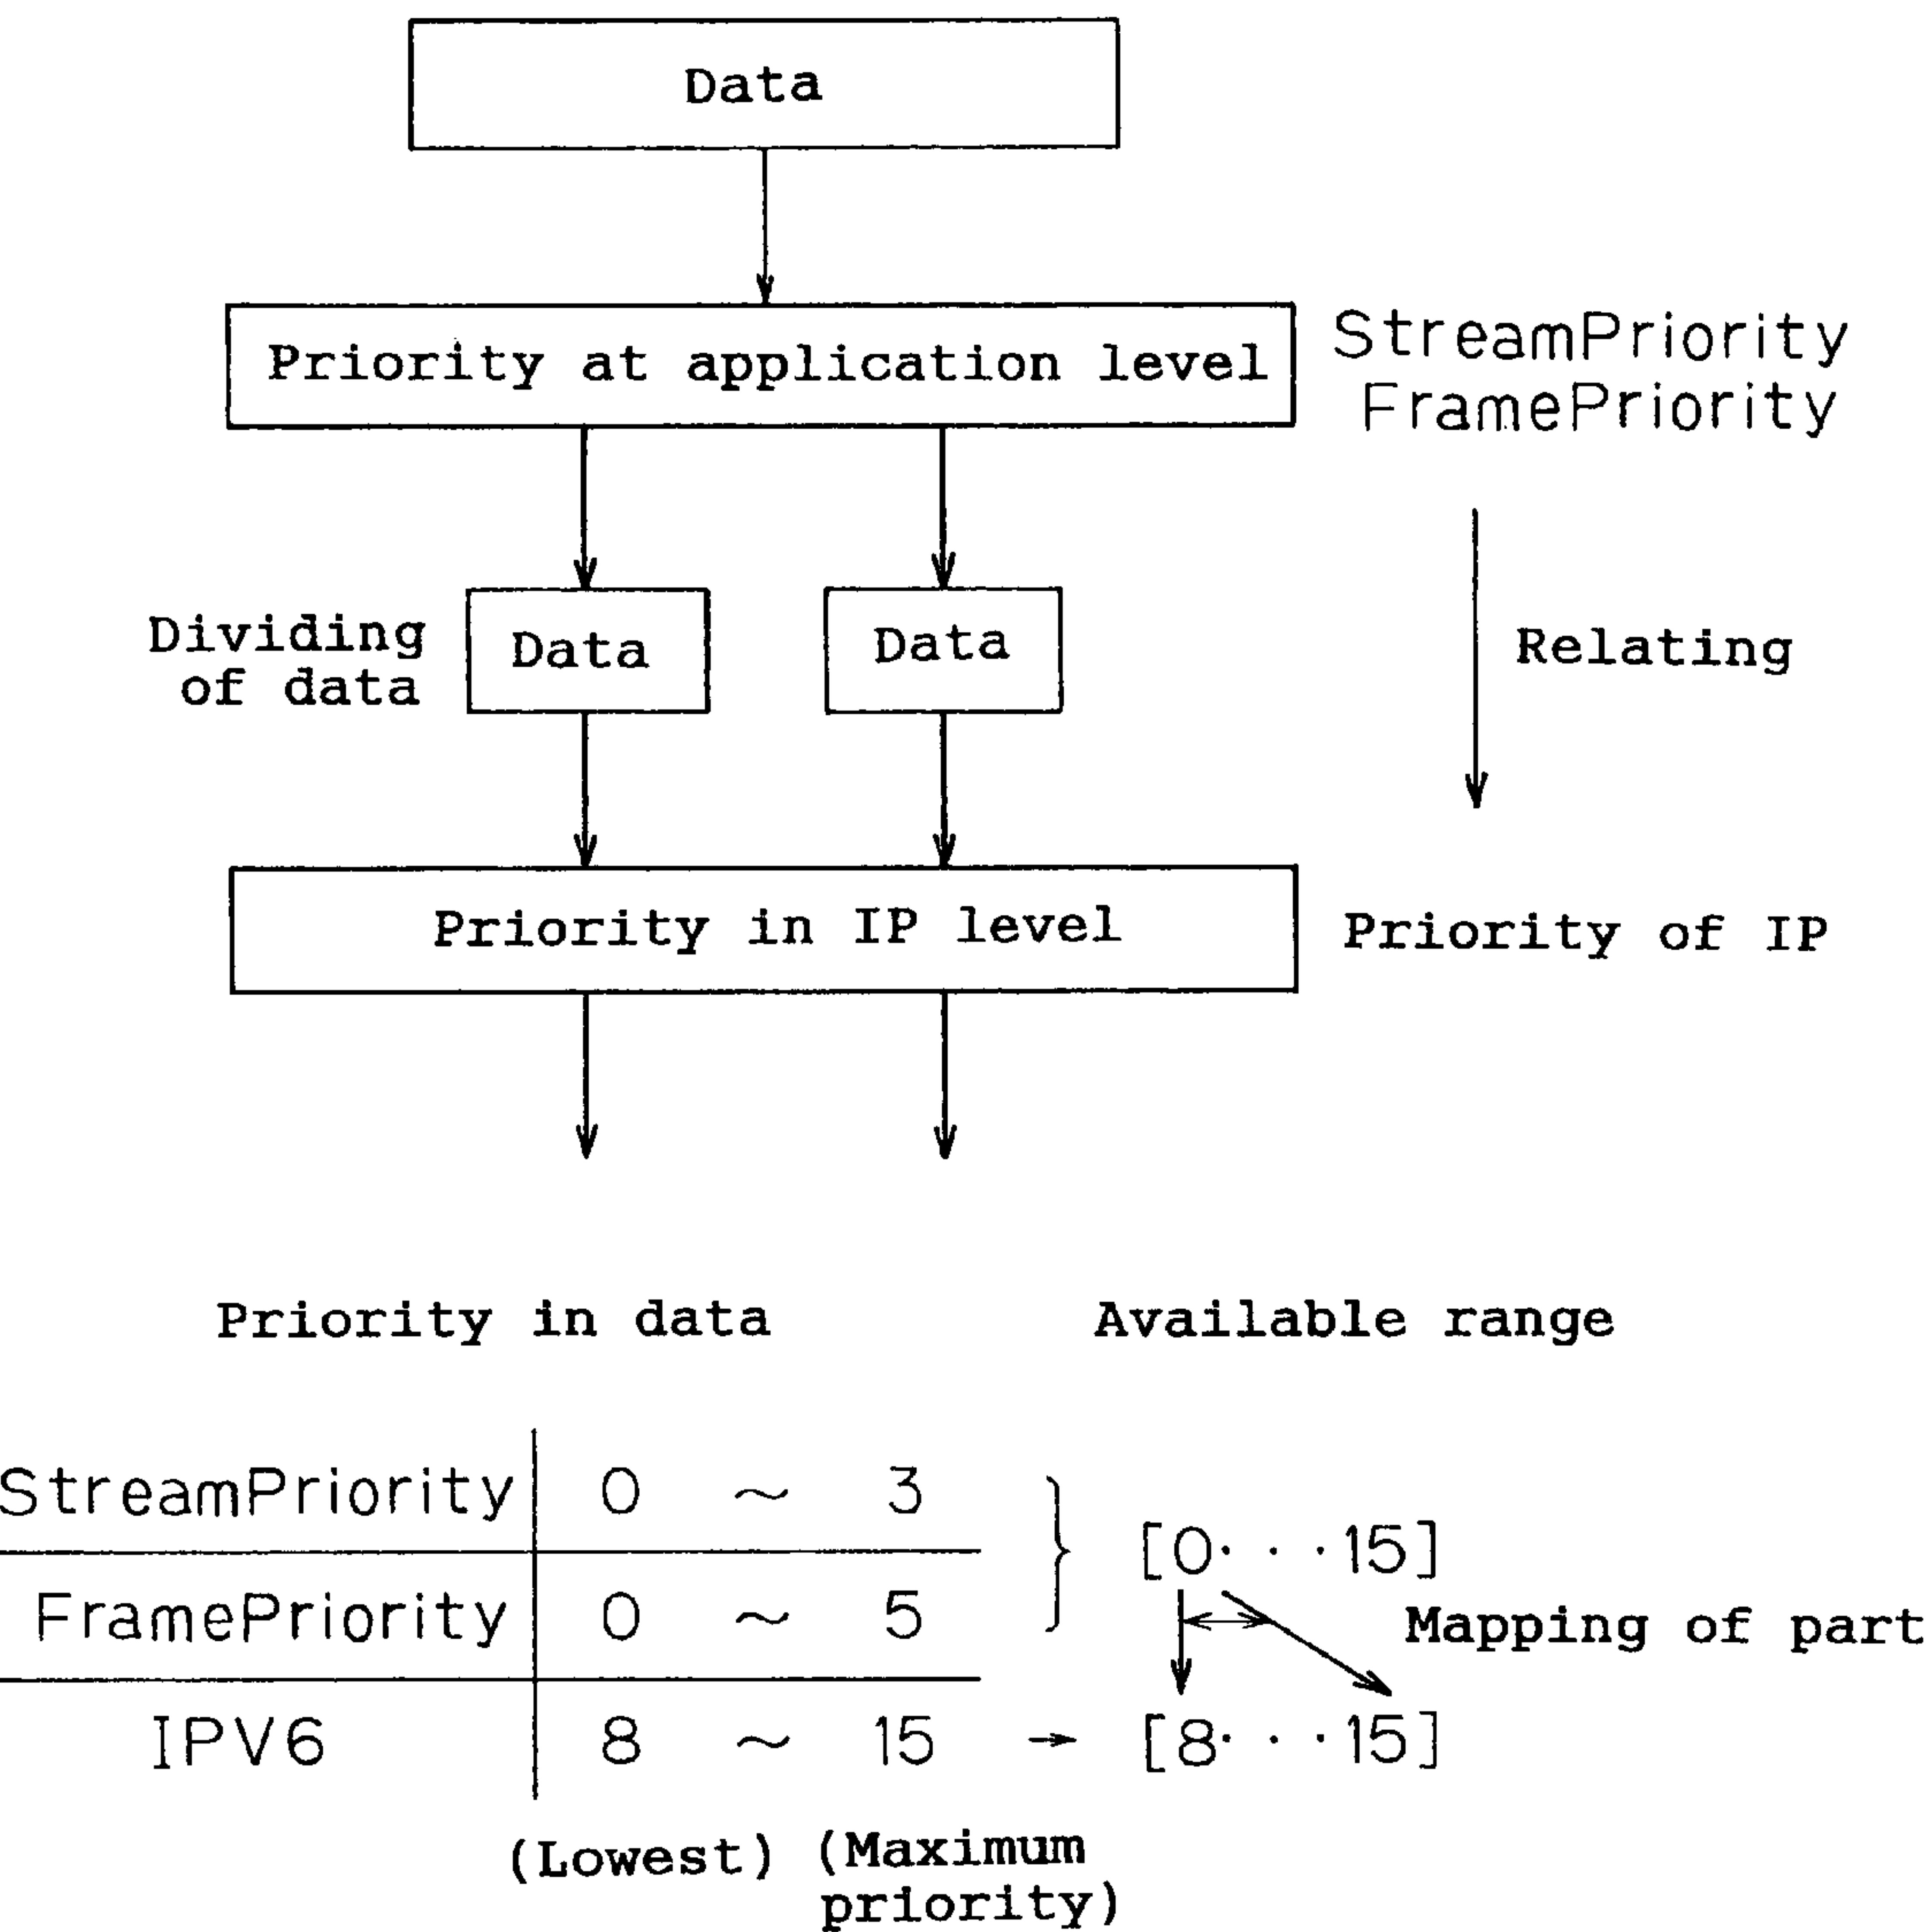 Data
Priority at application level
StreamPriority
FramePriority
Dividing
of data
Data
Data
Relating
Priority in IP level
Priority of IP
Priority in data
Available range
StreamPriority 0 ~ 3
[0···15]
FramePriority 0 ~ 5
Mapping of part
IPV6 8 ~ 15 → [8···15]
(Lowest) (Maximum
priority)